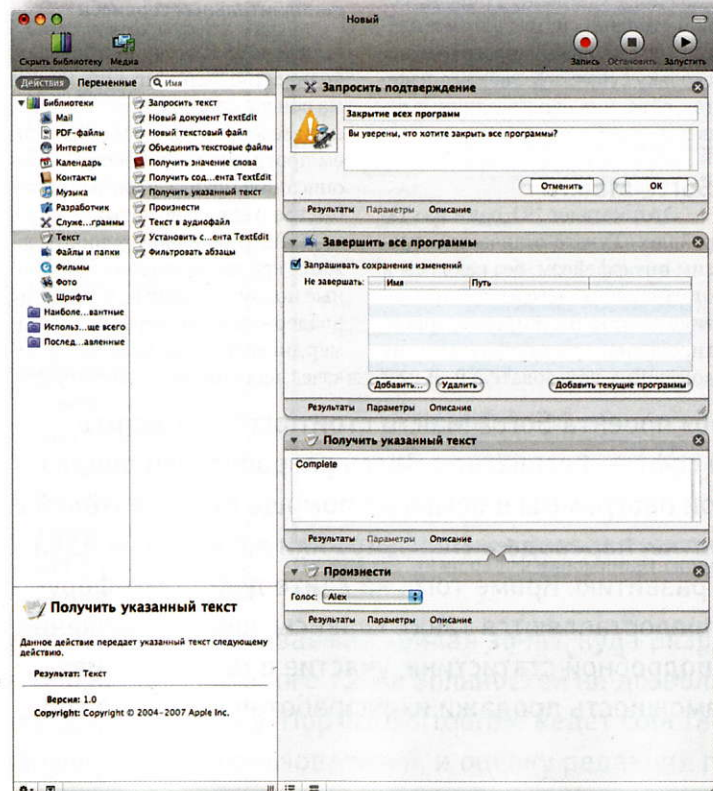 Новый
Скрыть библиотеку Медиа
Запись Остановить Запустить
Действия Переменные Имя
Библиотеки
Mail
PDF-файлы
Интернет
Календарь
Контакты
Музыка
Разработчик
Служе...граммы
Текст
Файлы и папки
Фильмы
Фото
Шрифты
Наиболе...вантные
Использ...ще всего
Послед...авленные
Запросить текст
Новый документ TextEdit
Новый текстовый файл
Объединить текстовые файлы
Получить значение слова
Получить сод...ента TextEdit
Получить указанный текст
Произнести
Текст в аудиофайл
Установить с...ента TextEdit
Фильтровать абзацы
Запросить подтверждение
Закрытие всех программ
Вы уверены, что хотите закрыть все программы?
Отменить OK
Результаты Параметры Описание
Завершить все программы
Запрашивать сохранение изменений
Не завершать: Имя Путь
Добавить... Удалить Добавить текущие программы
Результаты Параметры Описание
Получить указанный текст
Complete
Результаты Параметры Описание
Произнести
Голос: Alex
Результаты Параметры Описание
Получить указанный текст
Данное действие передает указанный текст следующему
действию.
Результат: Текст
Версия: 1.0
Copyright: Copyright © 2004–2007 Apple Inc.